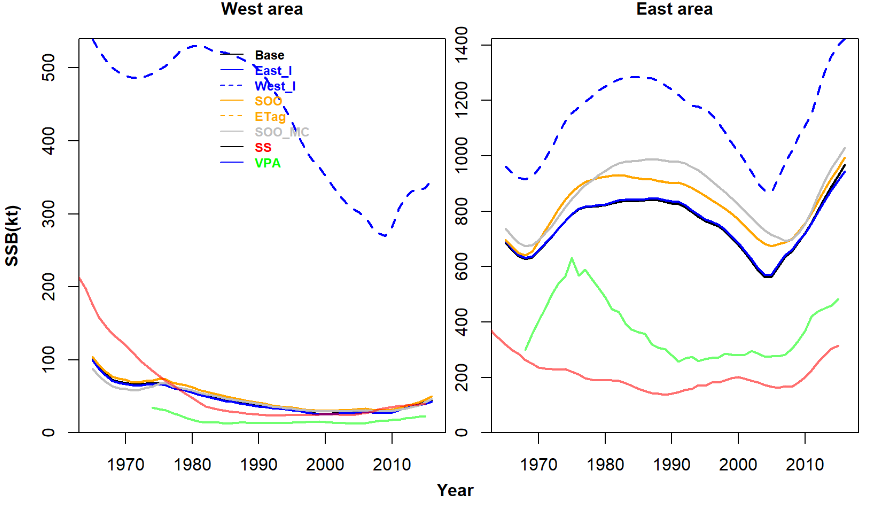 West area
East area
SSB(kt)
0
100
200
300
400
500
1970
1980
1990
2000
2010
Base
East_I
West_I
SOO
ETag
SOO_MC
SS
VPA
0
200
400
600
800
1000
1200
1400
1970
1980
1990
2000
2010
Year